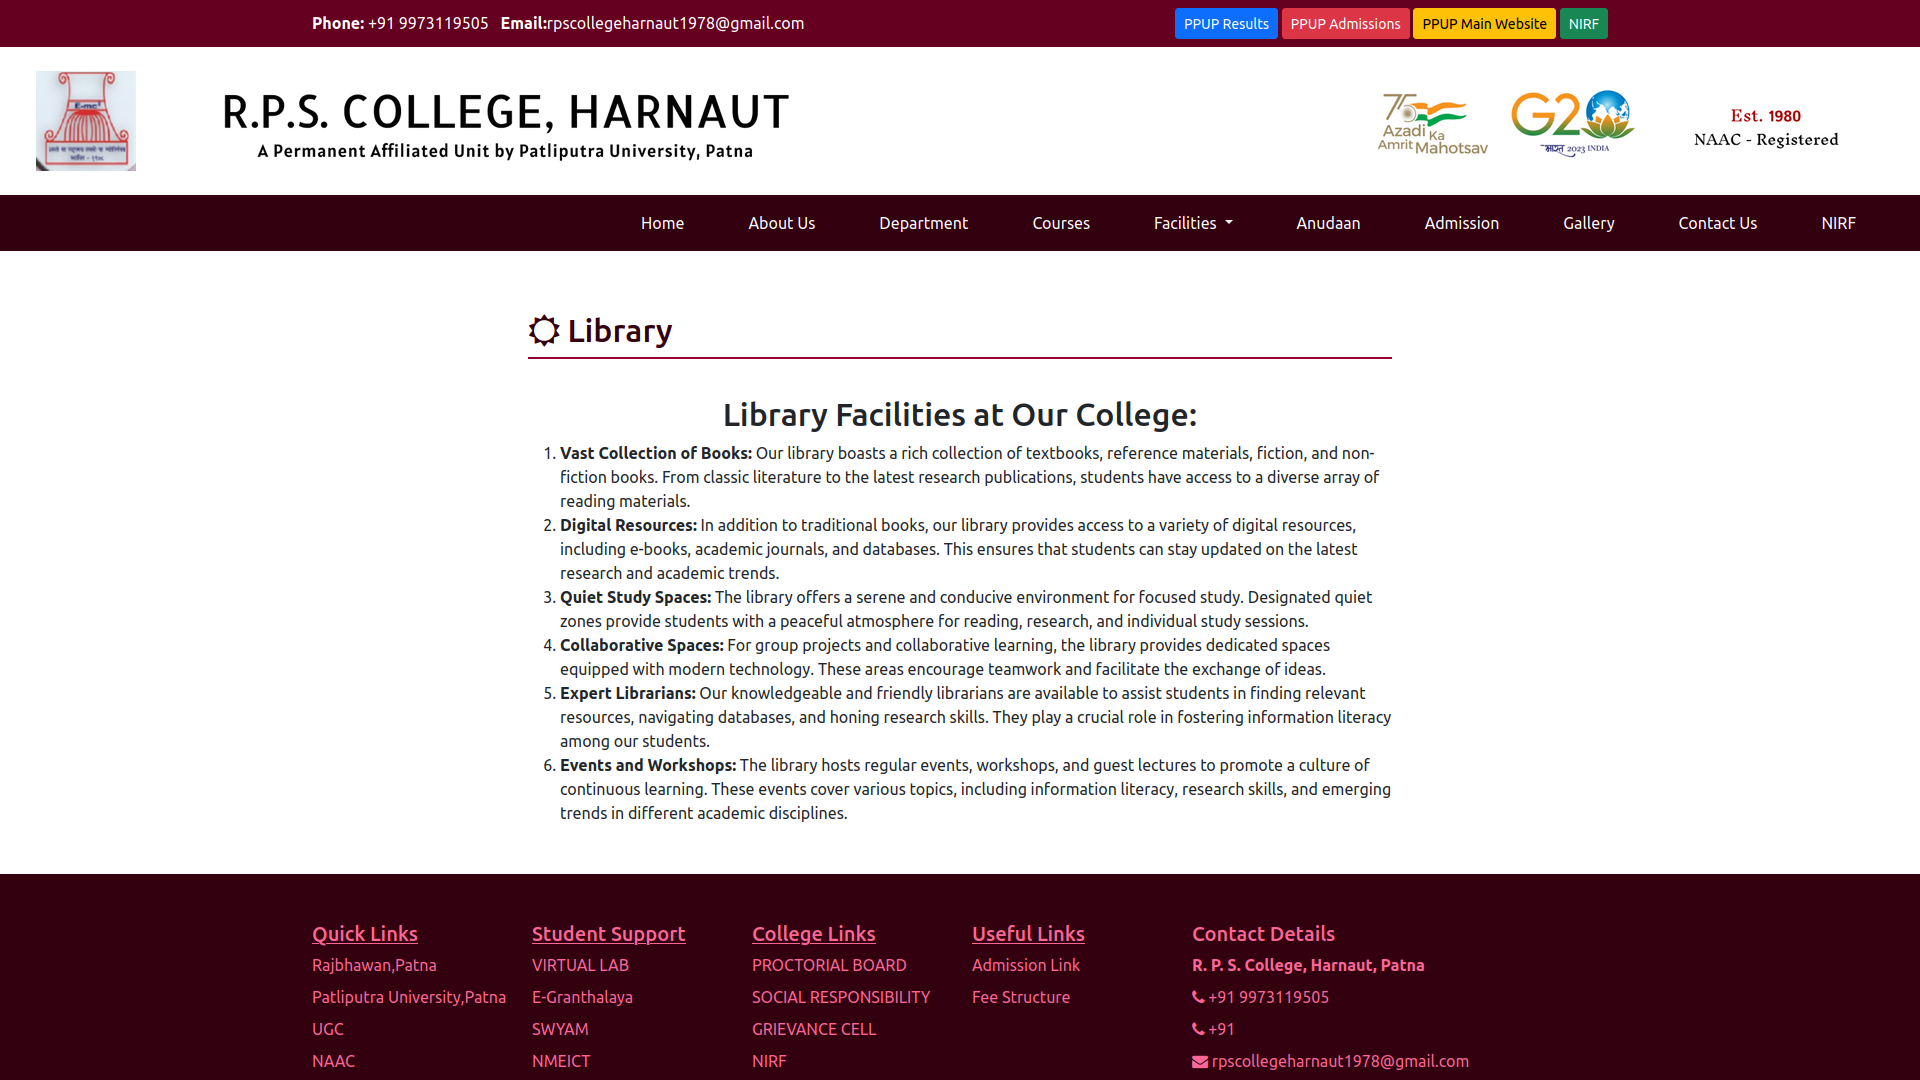 Phone: +91 9973119505 Email:rpscollegeharnaut1978@gmail.com
PPUP Results PPUP Admissions PPUP Main Website NIRF
E=mc²
R.P.S. COLLEGE, HARNAUT
A Permanent Affiliated Unit by Patliputra University, Patna
75
Azadi Ka
Amrit Mahotsav
G20
भारत 2023 INDIA
Est. 1980
NAAC - Registered
Home About Us Department Courses Facilities Anudaan Admission Gallery Contact Us NIRF
Library
Library Facilities at Our College:
1. Vast Collection of Books: Our library boasts a rich collection of textbooks, reference materials, fiction, and non-
fiction books. From classic literature to the latest research publications, students have access to a diverse array of
reading materials.
2. Digital Resources: In addition to traditional books, our library provides access to a variety of digital resources,
including e-books, academic journals, and databases. This ensures that students can stay updated on the latest
research and academic trends.
3. Quiet Study Spaces: The library offers a serene and conducive environment for focused study. Designated quiet
zones provide students with a peaceful atmosphere for reading, research, and individual study sessions.
4. Collaborative Spaces: For group projects and collaborative learning, the library provides dedicated spaces
equipped with modern technology. These areas encourage teamwork and facilitate the exchange of ideas.
5. Expert Librarians: Our knowledgeable and friendly librarians are available to assist students in finding relevant
resources, navigating databases, and honing research skills. They play a crucial role in fostering information literacy
among our students.
6. Events and Workshops: The library hosts regular events, workshops, and guest lectures to promote a culture of
continuous learning. These events cover various topics, including information literacy, research skills, and emerging
trends in different academic disciplines.
Quick Links
Rajbhawan,Patna
Patliputra University,Patna
UGC
NAAC
Student Support
VIRTUAL LAB
E-Granthalaya
SWYAM
NMEICT
College Links
PROCTORIAL BOARD
SOCIAL RESPONSIBILITY
GRIEVANCE CELL
NIRF
Useful Links
Admission Link
Fee Structure
Contact Details
R. P. S. College, Harnaut, Patna
+91 9973119505
+91
rpscollegeharnaut1978@gmail.com